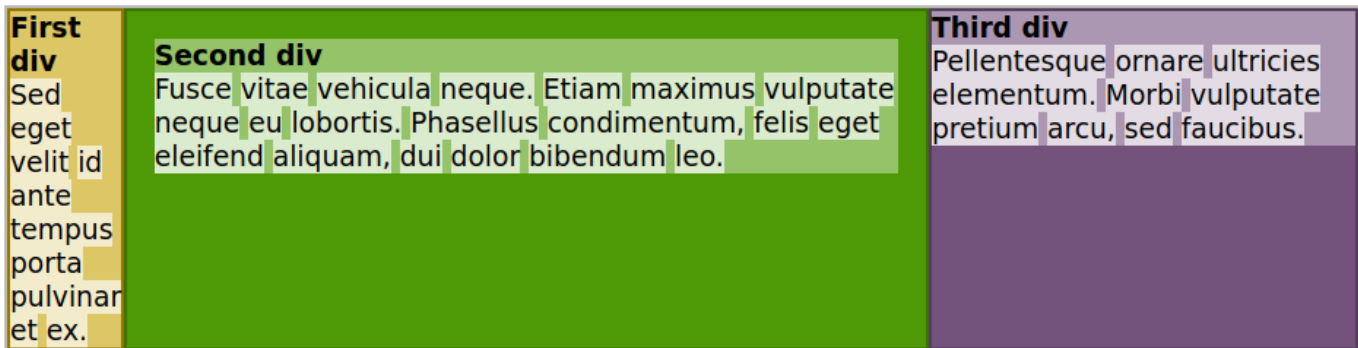 First
div
Sed
eget
velit id
ante
tempus
porta
pulvinar
et ex.
Second div
Fusce vitae vehicula neque. Etiam maximus vulputate
neque eu lobortis. Phasellus condimentum, felis eget
eleifend aliquam, dui dolor bibendum leo.
Third div
Pellentesque ornare ultricies
elementum. Morbi vulputate
pretium arcu, sed faucibus.